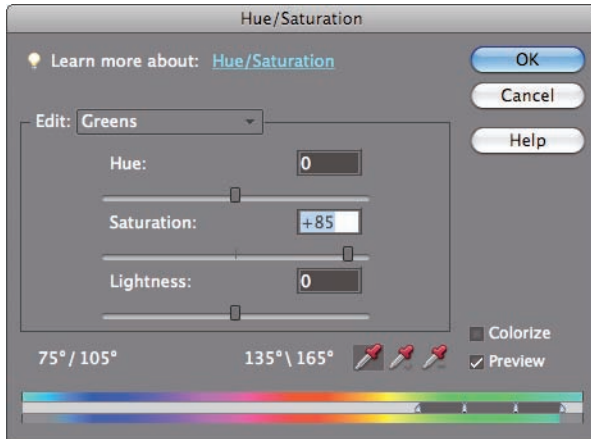 Hue/Saturation
Learn more about: Hue/Saturation
OK
Cancel
Help
Edit: Greens
Hue: 0
Saturation: +85
Lightness: 0
Colorize
Preview
75°/105° 135°\165°